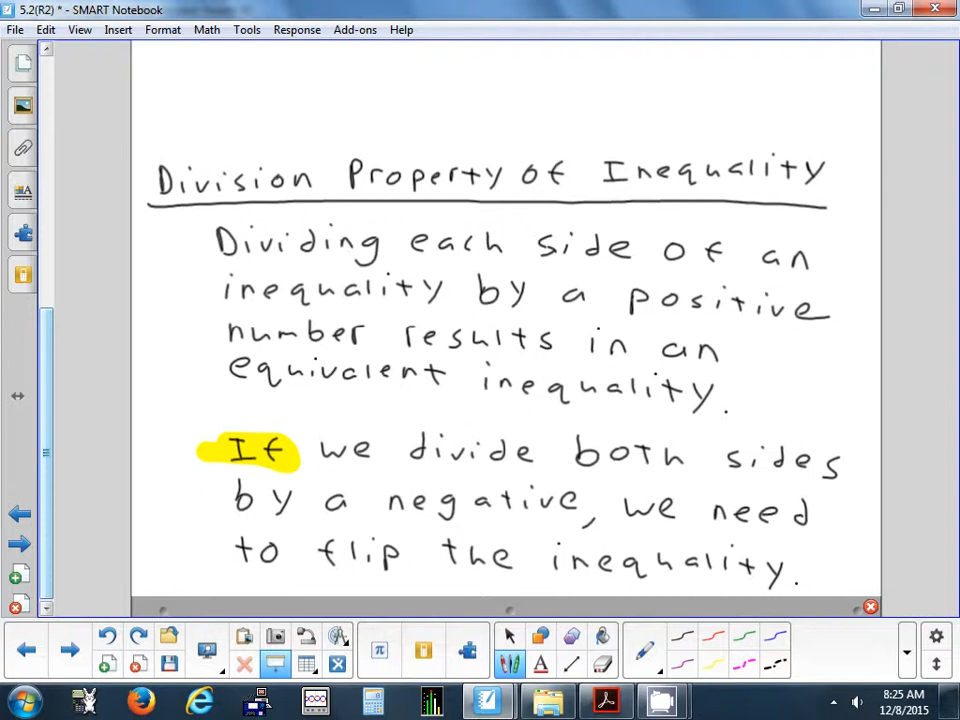 5.2(R2) * - SMART Notebook
File Edit View Insert Format Math Tools Response Add-ons Help
Division Property of Inequality
Dividing each side of an
inequality by a positive
number results in an
equivalent inequality.
If we divide both sides
by a negative, we need
to flip the inequality.
8:25 AM
12/8/2015